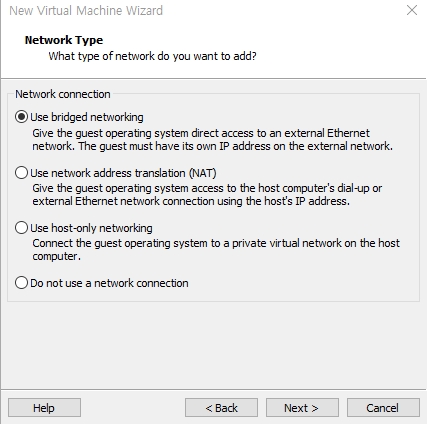 New Virtual Machine Wizard
Network Type
What type of network do you want to add?
Network connection
Use bridged networking
Give the guest operating system direct access to an external Ethernet
network. The guest must have its own IP address on the external network.
Use network address translation (NAT)
Give the guest operating system access to the host computer's dial-up or
external Ethernet network connection using the host's IP address.
Use host-only networking
Connect the guest operating system to a private virtual network on the host
computer.
Do not use a network connection
Help
< Back
Next >
Cancel